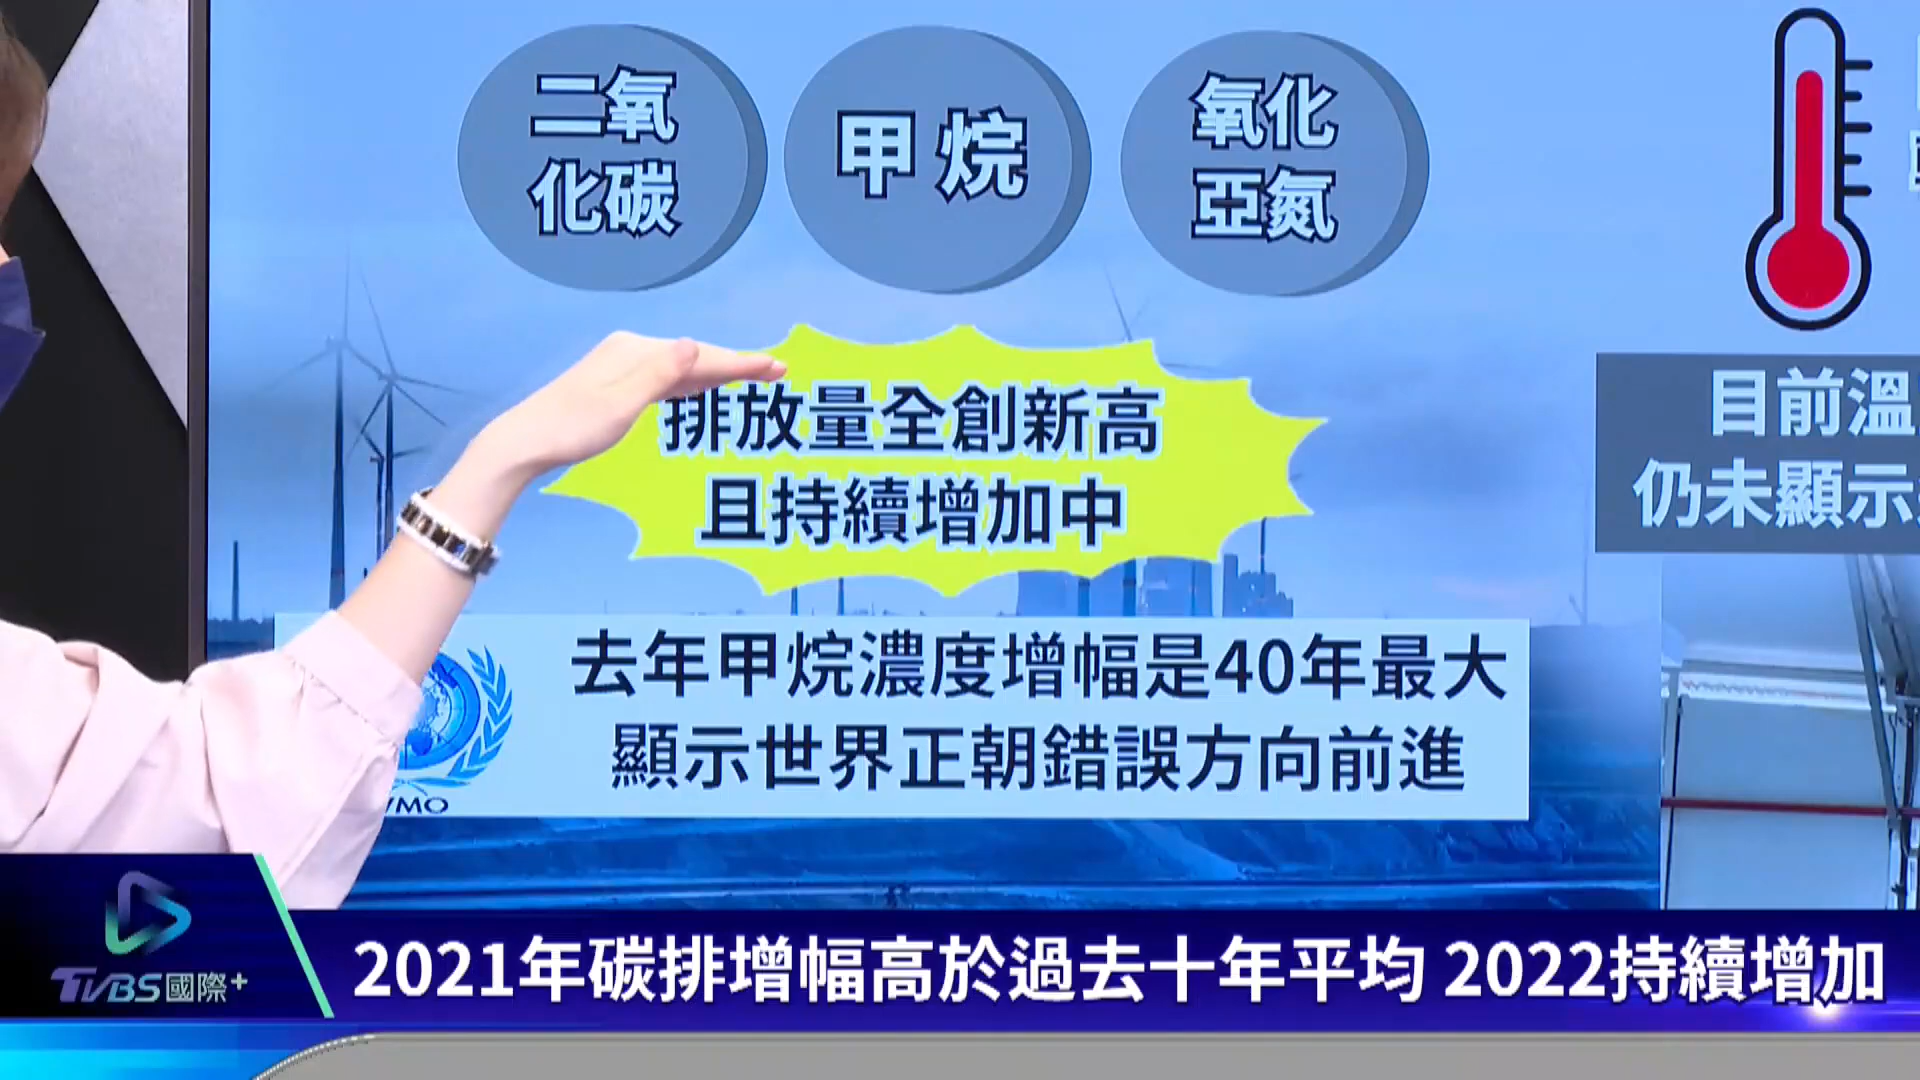 二氧
化碳
甲烷
氧化
亞氮
排放量全創新高
且持續增加中
目前溫
仍未顯示
去年甲烷濃度增幅是40年最大
顯示世界正朝錯誤方向前進
WMO
TVBS國際+
2021年碳排增幅高於過去十年平均 2022持續增加